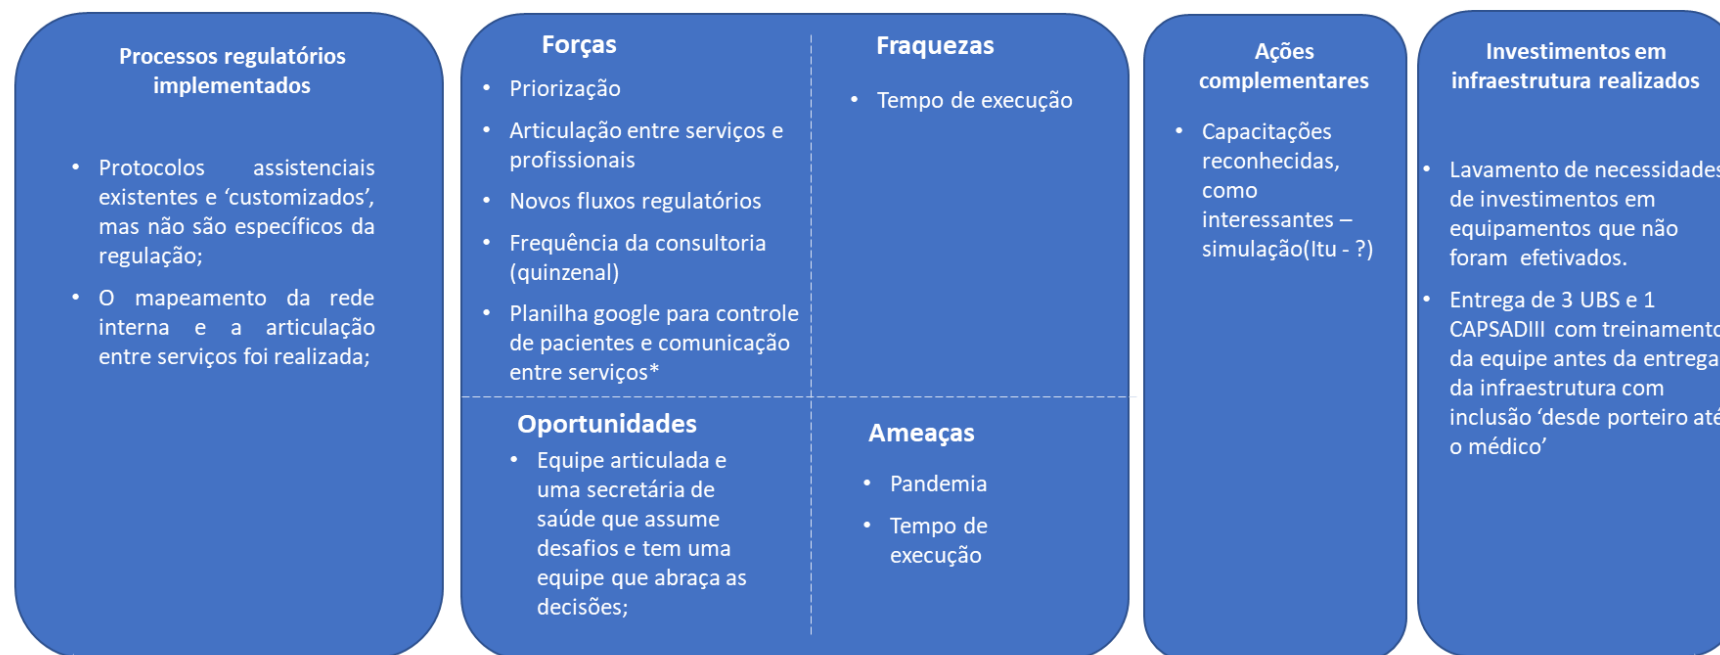 Processos regulatórios
implementados
• Protocolos assistenciais
existentes e ‘customizados’,
mas não são específicos da
regulação;
• O mapeamento da rede
interna e a articulação
entre serviços foi realizada;
Forças
• Priorização
• Articulação entre serviços e
profissionais
• Novos fluxos regulatórios
• Frequência da consultoria
(quinzenal)
• Planilha google para controle
de pacientes e comunicação
entre serviços*
Fraquezas
• Tempo de execução
Oportunidades
• Equipe articulada e
uma secretária de
saúde que assume
desafios e tem uma
equipe que abraça as
decisões;
Ameaças
• Pandemia
• Tempo de
execução
Ações
complementares
• Capacitações
reconhecidas,
como
interessantes –
simulação(Itu - ?)
Investimentos em
infraestrutura realizados
• Lavamento de necessidades
de investimentos em
equipamentos que não
foram efetivados.
• Entrega de 3 UBS e 1
CAPSADIII com treinamento
da equipe antes da entrega
da infraestrutura com
inclusão ‘desde porteiro até
o médico’